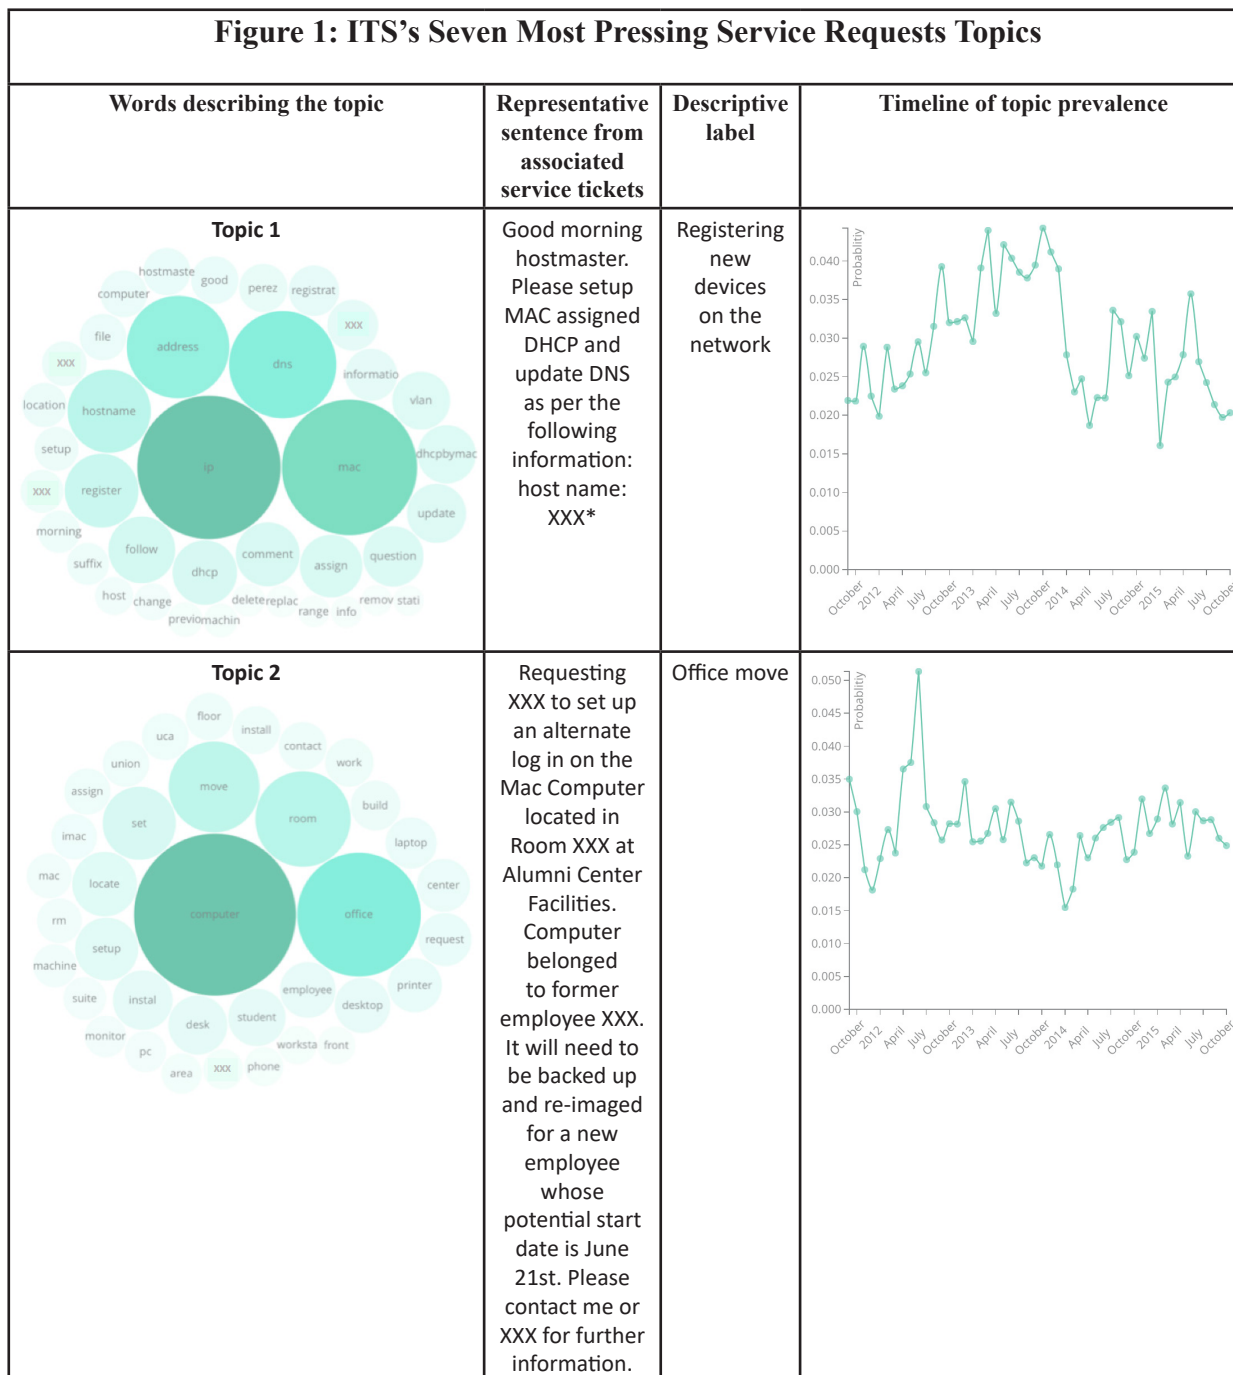 Figure 1: ITS's Seven Most Pressing Service Requests Topics
Words describing the topic
Representative
sentence from
associated
service tickets
Descriptive
label
Timeline of topic prevalence
Topic 1
hostmaste
good
computer
perez
registrat
file
address
dns
xxx
xxx
informatio
location
hostname
vlan
setup
ip
mac
dhcpbymac
xxx
register
update
morning
follow
comment
question
suffix
dhcp
assign
host
change
delete
replac
remov
stati
previo
machin
range
info
Good morning
hostmaster.
Please setup
MAC assigned
DHCP and
update DNS
as per the
following
information:
host name:
XXX*
Registering
new
devices
on the
network
Probablitiy
0.040
0.035
0.030
0.025
0.020
0.015
0.010
0.005
0.000
October
2012
April
July
October
2013
April
July
October
2014
April
July
October
2015
April
July
October
Topic 2
floor
install
uca
contact
union
work
assign
move
room
build
imac
set
laptop
mac
locate
center
rm
computer
office
request
machine
setup
printer
suite
instal
employee
desktop
monitor
desk
student
pc
worksta
front
area
xxx
phone
Requesting
XXX to set up
an alternate
log in on the
Mac Computer
located in
Room XXX at
Alumni Center
Facilities.
Computer
belonged
to former
employee XXX.
It will need to
be backed up
and re-imaged
for a new
employee
whose
potential start
date is June
21st. Please
contact me or
XXX for further
information.
Office move
Probablitiy
0.050
0.045
0.040
0.035
0.030
0.025
0.020
0.015
0.010
0.005
0.000
October
2012
April
July
October
2013
April
July
October
2014
April
July
October
2015
April
July
October